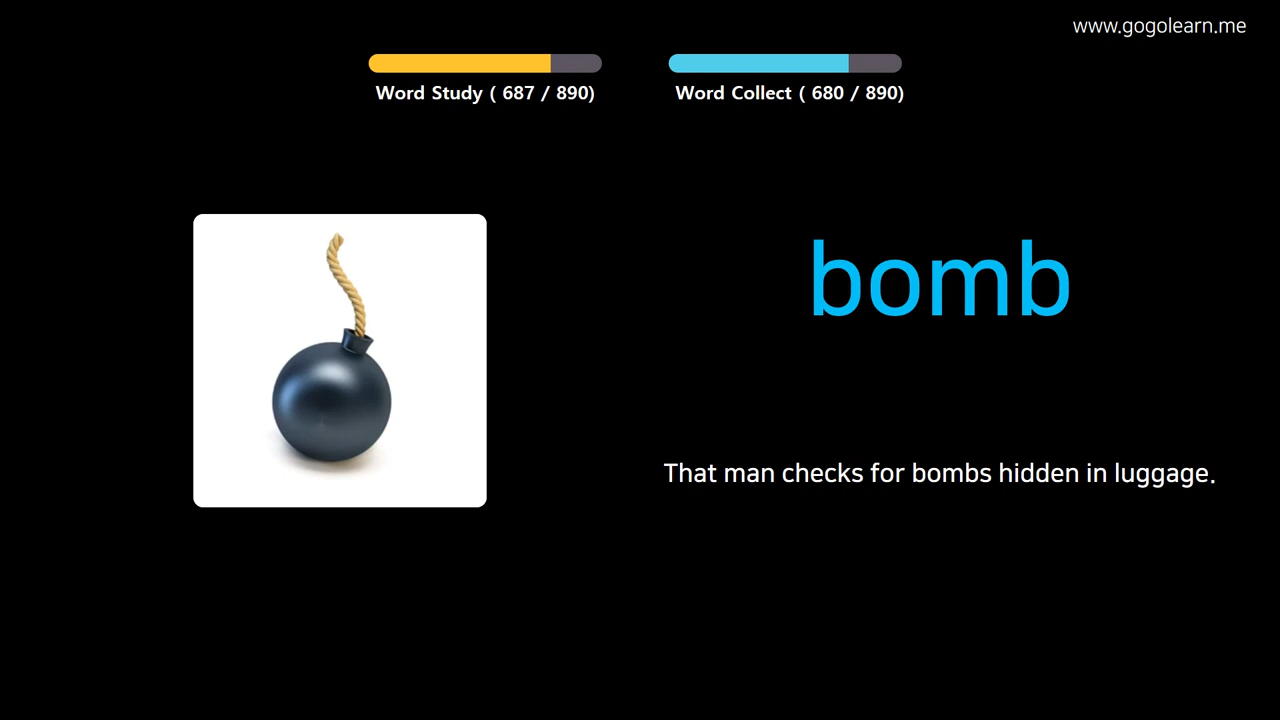 www.gogolearn.me
Word Study ( 687 / 890)
Word Collect ( 680 / 890)
bomb
That man checks for bombs hidden in luggage.